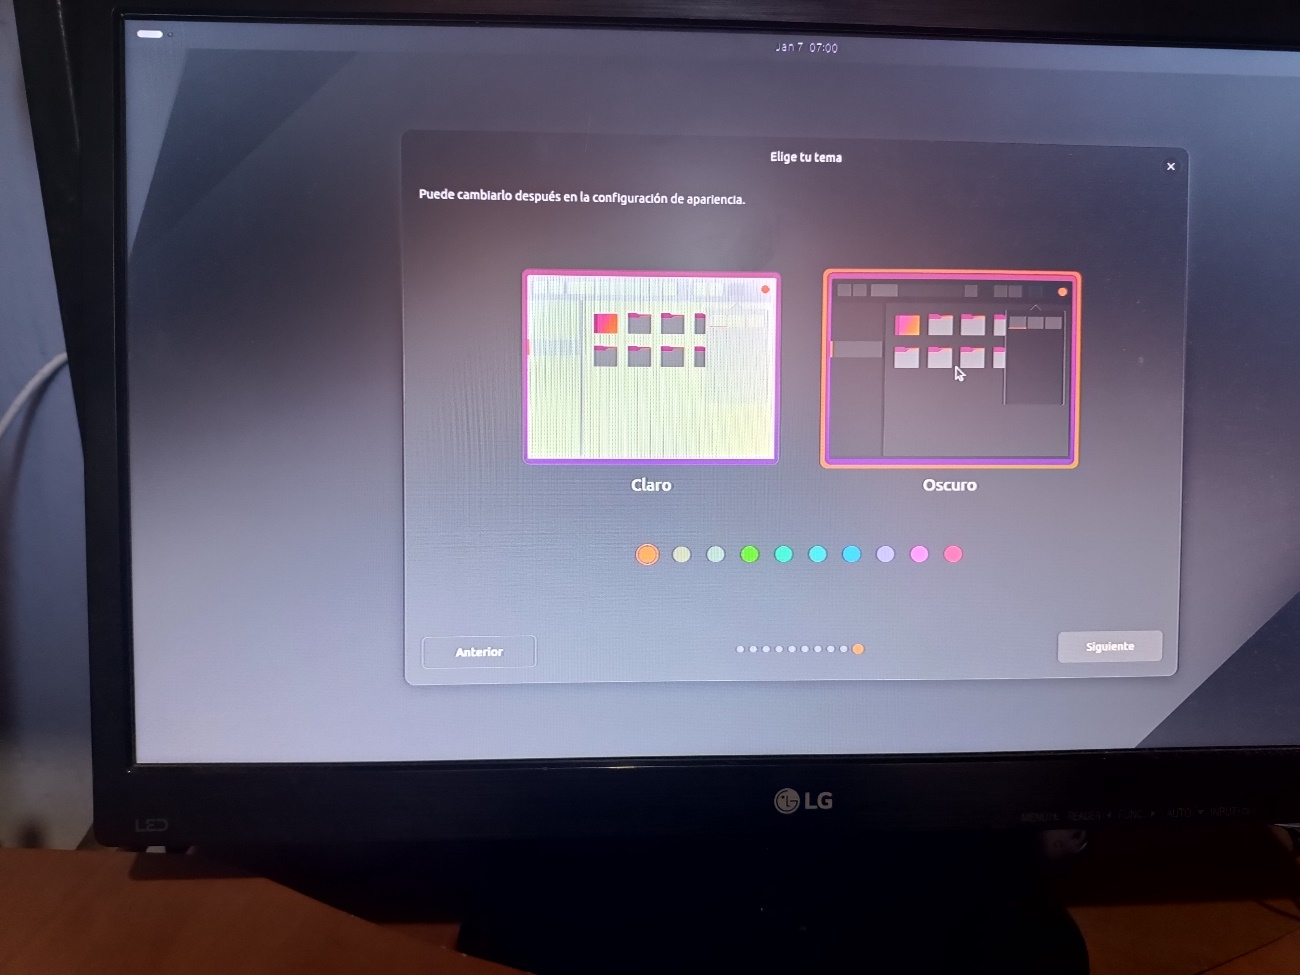 Jan 7 07:00
Elige tu tema
Puede cambiarlo después en la configuración de apariencia.
Claro
Oscuro
Anterior
Siguiente
LG
LED